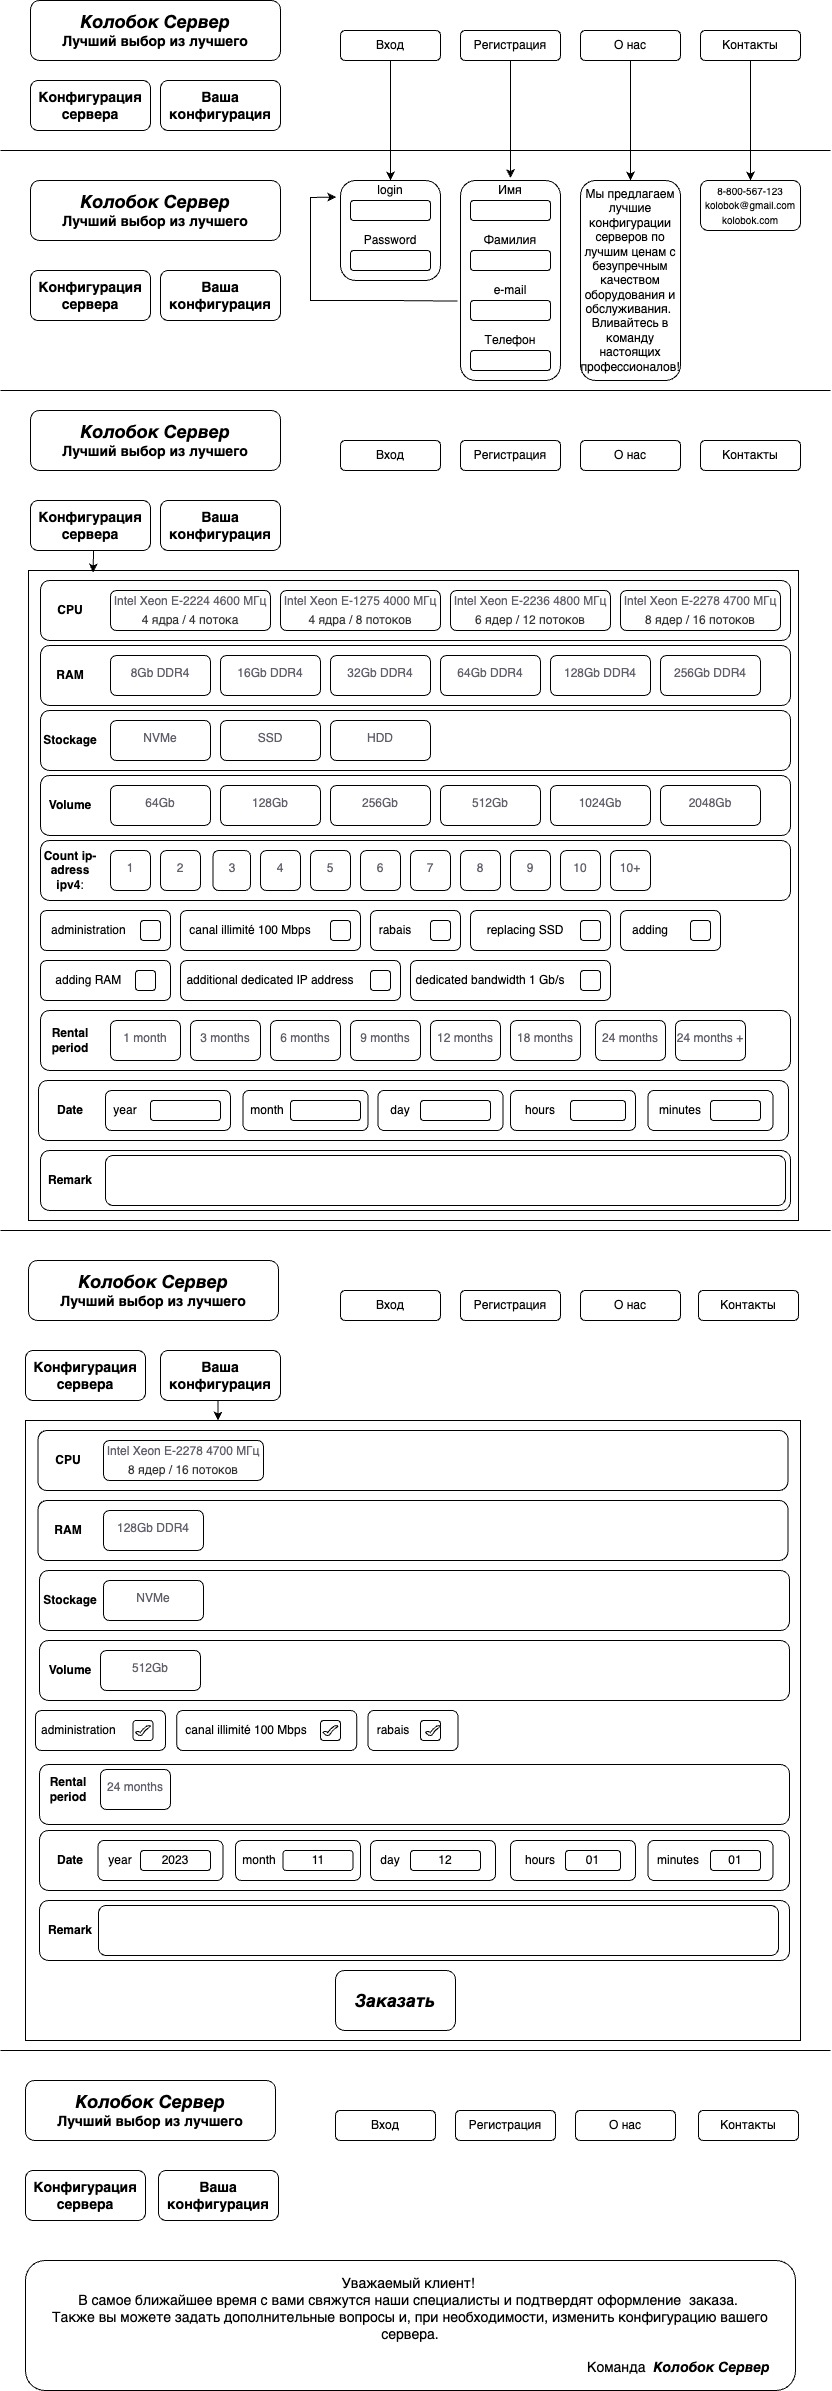 Колобок Сервер
Лучший выбор из лучшего
Вход
Регистрация
О нас
Контакты
Конфигурация
сервера
Ваша
конфигурация
Колобок Сервер
Лучший выбор из лучшего
Конфигурация
сервера
Ваша
конфигурация
login
Password
Имя
Фамилия
e-mail
Телефон
Мы предлагаем
лучшие
конфигурации
серверов по
лучшим ценам с
безупречным
качеством
оборудования и
обслуживания.
Вливайтесь в
команду
настоящих
профессионалов!
8-800-567-123
kolobok@gmail.com
kolobok.com
Колобок Сервер
Лучший выбор из лучшего
Вход
Регистрация
О нас
Контакты
Конфигурация
сервера
Ваша
конфигурация
CPU
Intel Xeon E-2224 4600 МГц
4 ядра / 4 потока
Intel Xeon E-1275 4000 МГц
4 ядра / 8 потоков
Intel Xeon E-2236 4800 МГц
6 ядер / 12 потоков
Intel Xeon E-2278 4700 МГц
8 ядер / 16 потоков
RAM
8Gb DDR4
16Gb DDR4
32Gb DDR4
64Gb DDR4
128Gb DDR4
256Gb DDR4
Stockage
NVMe
SSD
HDD
Volume
64Gb
128Gb
256Gb
512Gb
1024Gb
2048Gb
Count ip-
adress
ipv4:
1
2
3
4
5
6
7
8
9
10
10+
administration
canal illimité 100 Mbps
rabais
replacing SSD
adding
adding RAM
additional dedicated IP address
dedicated bandwidth 1 Gb/s
Rental
period
1 month
3 months
6 months
9 months
12 months
18 months
24 months
24 months +
Date
year
month
day
hours
minutes
Remark
Колобок Сервер
Лучший выбор из лучшего
Вход
Регистрация
О нас
Контакты
Конфигурация
сервера
Ваша
конфигурация
CPU
Intel Xeon E-2278 4700 МГц
8 ядер / 16 потоков
RAM
128Gb DDR4
Stockage
NVMe
Volume
512Gb
administration
canal illimité 100 Mbps
rabais
Rental
period
24 months
Date
year
2023
month
11
day
12
hours
01
minutes
01
Remark
Заказать
Колобок Сервер
Лучший выбор из лучшего
Вход
Регистрация
О нас
Контакты
Конфигурация
сервера
Ваша
конфигурация
Уважаемый клиент!
В самое ближайшее время с вами свяжутся наши специалисты и подтвердят оформление заказа.
Также вы можете задать дополнительные вопросы и, при необходимости, изменить конфигурацию вашего
сервера.
Команда Колобок Сервер